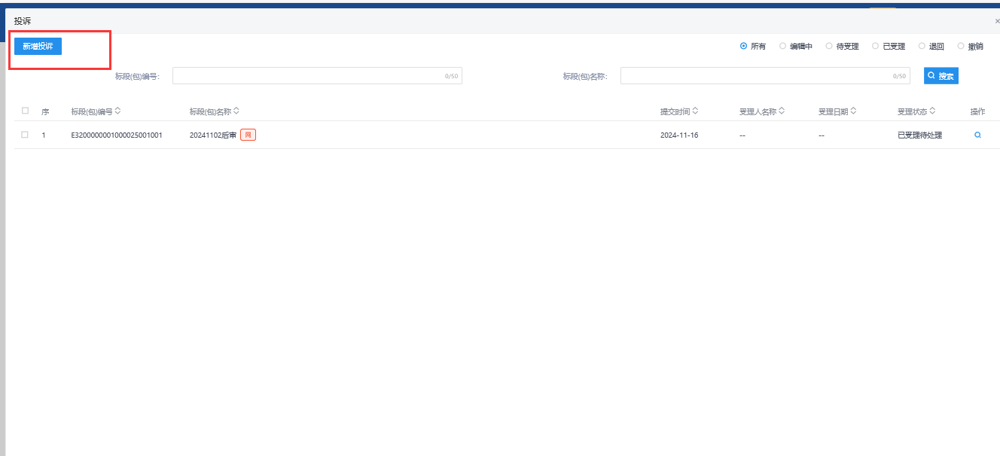 投诉
新增投诉
所有 编辑中 待受理 已受理 退回 撤销
标段(包)编号: 0/50 标段(包)名称: 0/50 搜索
序 标段(包)编号 标段(包)名称 提交时间 受理人名称 受理日期 受理状态 操作
1 E3200000001000025001001 20241102后审 网 2024-11-16 -- -- 已受理待处理